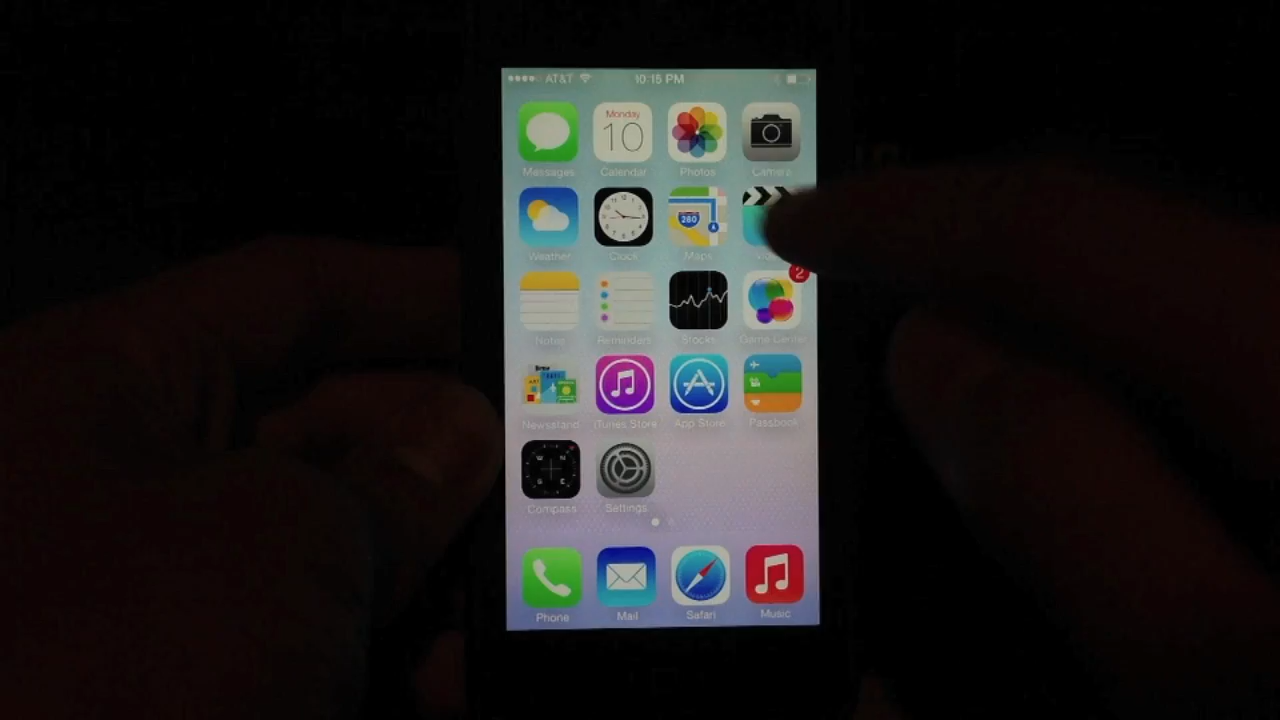 AT&T 10:15 PM
Monday
10
Messages Calendar Photos Camera
280
Weather Clock Maps
2
Notes Reminders Stocks Game Center
Newsstand iTunes Store App Store Passbook
Compass Settings
Phone Mail Safari Music